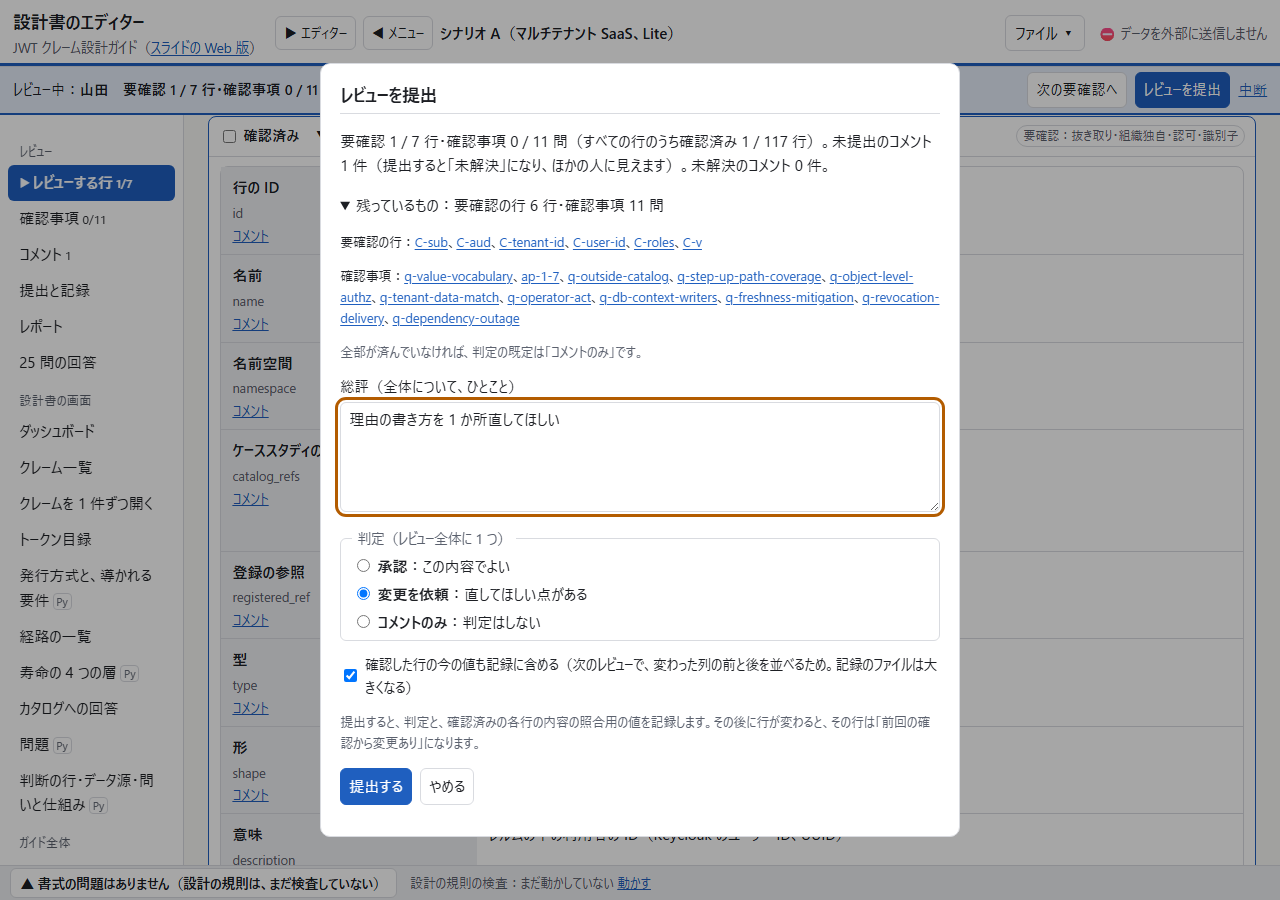 設計書のエディター
JWT クレーム設計ガイド（スライドの Web 版）
▶ エディター
◀ メニュー
シナリオ A（マルチテナント SaaS、Lite）
ファイル ▼
データを外部に送信しません
レビュー中：山田 要確認 1 / 7 行・確認事項 0 / 11
次の要確認へ
レビューを提出
中断
レビュー
▶ レビューする行 1/7
確認事項 0/11
コメント 1
提出と記録
レポート
25 問の回答
設計書の画面
ダッシュボード
クレーム一覧
クレームを 1 件ずつ開く
トークン目録
発行方式と、導かれる
要件 Py
経路の一覧
寿命の 4 つの層 Py
カタログへの回答
問題 Py
判断の行・データ源・問
いと仕組み Py
ガイド全体
確認済み
要確認：抜き取り・組織独自・認可・識別子
行の ID
id
コメント
名前
name
コメント
名前空間
namespace
コメント
ケーススタディの
catalog_refs
コメント
登録の参照
registered_ref
コメント
型
type
コメント
形
shape
コメント
意味
description
レビューを提出
要確認 1 / 7 行・確認事項 0 / 11 問（すべての行のうち確認済み 1 / 117 行）。未提出のコメント
1 件（提出すると「未解決」になり、ほかの人に見えます）。未解決のコメント 0 件。
▼ 残っているもの：要確認の行 6 行・確認事項 11 問
要確認の行：C-sub、C-aud、C-tenant-id、C-user-id、C-roles、C-v
確認事項：q-value-vocabulary、ap-1-7、q-outside-catalog、q-step-up-path-coverage、q-object-level-
authz、q-tenant-data-match、q-operator-act、q-db-context-writers、q-freshness-mitigation、q-revocation-
delivery、q-dependency-outage
全部が済んでいなければ、判定の既定は「コメントのみ」です。
総評（全体について、ひとこと）
理由の書き方を 1 か所直してほしい
判定（レビュー全体に 1 つ）
承認：この内容でよい
変更を依頼：直してほしい点がある
コメントのみ：判定はしない
確認した行の今の値も記録に含める（次のレビューで、変わった列の前と後を並べるため。記録のファイルは大
きくなる）
提出すると、判定と、確認済みの各行の内容の照合用の値を記録します。その後に行が変わると、その行は「前回の確
認から変更あり」になります。
提出する
やめる
▲ 書式の問題はありません（設計の規則は、まだ検査していない）
設計の規則の検査：まだ動かしていない 動かす